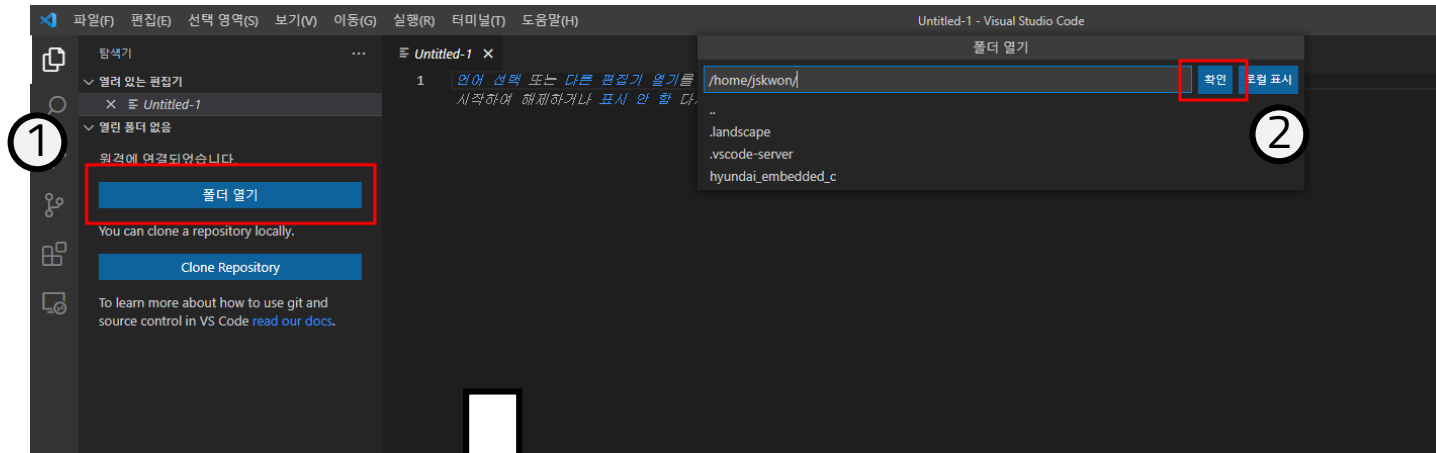 파일(F) 편집(E) 선택 영역(S) 보기(V) 이동(G) 실행(R) 터미널(T) 도움말(H) Untitled-1 - Visual Studio Code
탐색기 ...
열려 있는 편집기
Untitled-1
열린 폴더 없음
원격에 연결되었습니다.
폴더 열기
You can clone a repository locally.
Clone Repository
To learn more about how to use git and
source control in VS Code read our docs.
1
Untitled-1
1 언어 선택 또는 다른 편집기 열기를
시작하여 해제하거나 표시 안 할
폴더 열기
/home/jskwon/
확인 로컬 표시
..
.landscape
.vscode-server
hyundai_embedded_c
2